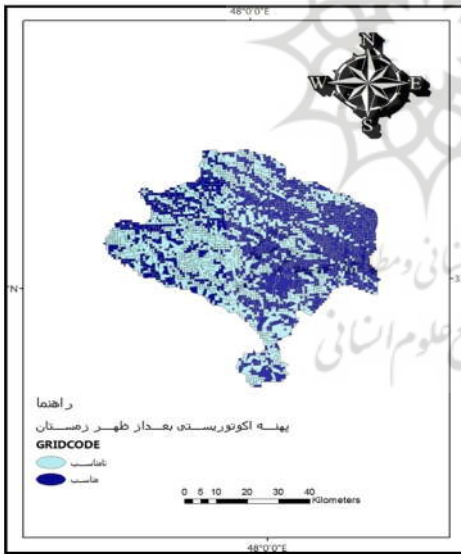 48°0'0"E
N
W E
S
راهنما
پهنه اکوتوریستی بعداز ظهر زمستان
GRIDCODE
نامناسب
مناسب
0 5 10 20 30 40
Kilometers
48°0'0"E